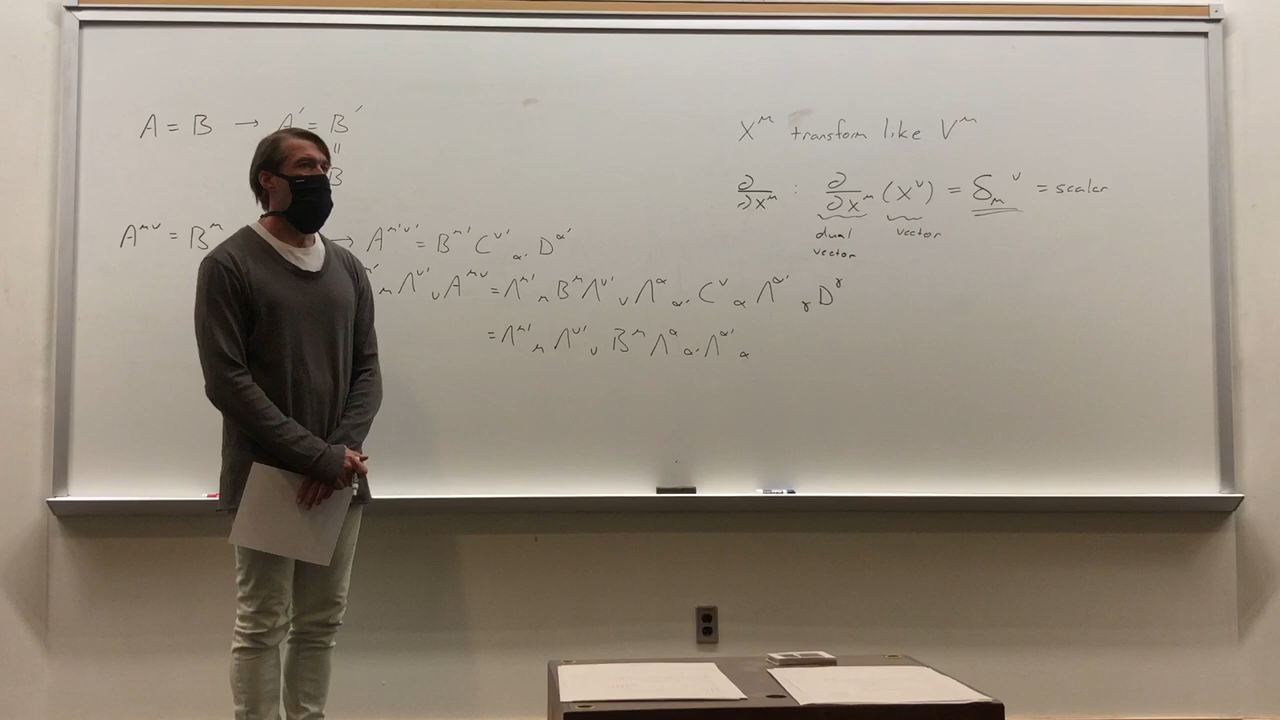 A = B → A' = B'
"
B
A^{μν} = B^μ → A^{μ'ν'} = B^{μ'} C^{ν'}_{α'} D^{α'}
^{μ'}_μ Λ^{ν'}_ν A^{μν} = Λ^{μ'}_μ B^μ Λ^{ν'}_ν Λ^α_{α'} C^ν_α Λ^{α'}_γ D^γ
= Λ^{μ'}_μ Λ^{ν'}_ν B^μ Λ^α_{α'} Λ^{α'}_α
X^μ transform like V^μ
∂/∂x^μ : ∂/∂x^μ (X^ν) = δ_μ^ν = scalar
dual vector
vector